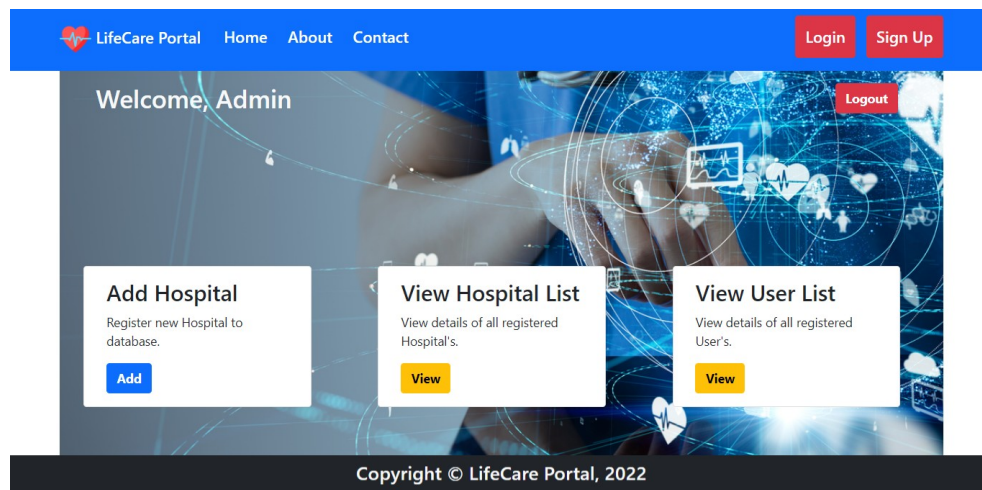 LifeCare Portal Home About Contact Login Sign Up
Welcome, Admin Logout
Add Hospital
Register new Hospital to
database.
Add
View Hospital List
View details of all registered
Hospital's.
View
View User List
View details of all registered
User's.
View
Copyright © LifeCare Portal, 2022